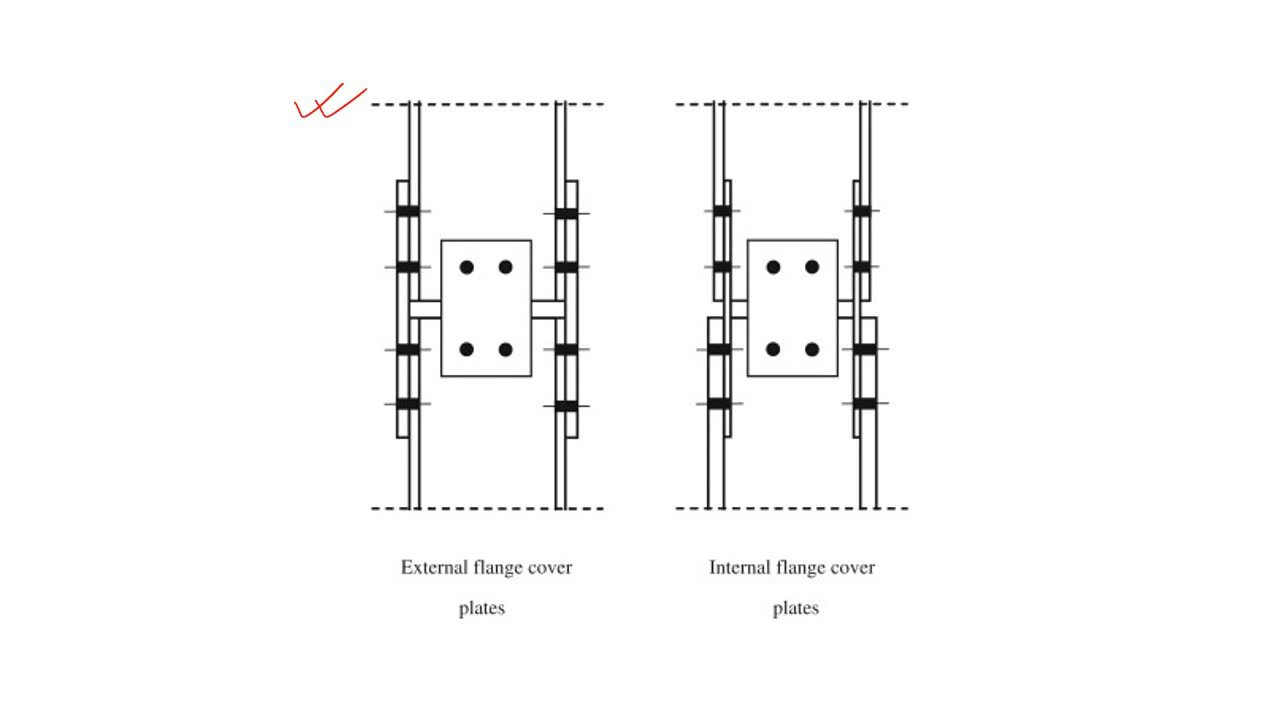 External flange cover
plates
Internal flange cover
plates